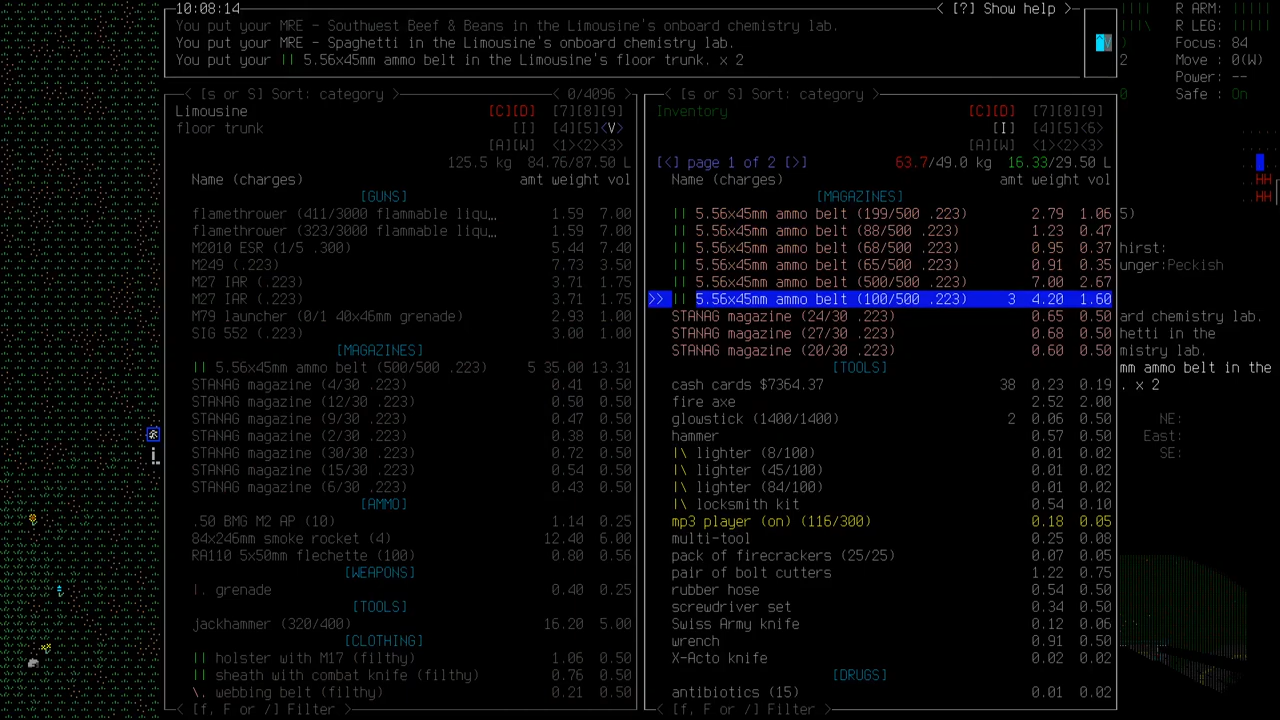 10:08:14
< [?] Show help >
R ARM:
R LEG:
Focus: 84
Move : 0(W)
Power: --
Safe : On
You put your MRE - Southwest Beef & Beans in the Limousine's onboard chemistry lab.
You put your MRE - Spaghetti in the Limousine's onboard chemistry lab.
You put your || 5.56x45mm ammo belt in the Limousine's floor trunk. x 2
< [s or S] Sort: category >
< 0/4096 >
Limousine [C][D] [7][8][9]
floor trunk [I] [4][5]<V>
[A][W] <1><2><3>
125.5 kg 84.76/87.50 L
Name (charges) amt weight vol
[GUNS]
flamethrower (411/3000 flammable liqu… 1.59 7.00
flamethrower (323/3000 flammable liqu… 1.59 7.00
M2010 ESR (1/5 .300) 5.44 7.40
M249 (.223) 7.73 3.50
M27 IAR (.223) 3.71 1.75
M27 IAR (.223) 3.71 1.75
M79 launcher (0/1 40x46mm grenade) 2.93 1.00
SIG 552 (.223) 3.00 1.00
[MAGAZINES]
|| 5.56x45mm ammo belt (500/500 .223) 5 35.00 13.31
STANAG magazine (4/30 .223) 0.41 0.50
STANAG magazine (12/30 .223) 0.50 0.50
STANAG magazine (9/30 .223) 0.47 0.50
STANAG magazine (2/30 .223) 0.38 0.50
STANAG magazine (30/30 .223) 0.72 0.50
STANAG magazine (15/30 .223) 0.54 0.50
STANAG magazine (6/30 .223) 0.43 0.50
[AMMO]
.50 BMG M2 AP (10) 1.14 0.25
84x246mm smoke rocket (4) 12.40 6.00
RA110 5x50mm flechette (100) 0.80 0.56
[WEAPONS]
|. grenade 0.40 0.25
[TOOLS]
jackhammer (320/400) 16.20 5.00
[CLOTHING]
|| holster with M17 (filthy) 1.06 0.50
|| sheath with combat knife (filthy) 0.76 0.50
\. webbing belt (filthy) 0.21 0.50
< [f, F or /] Filter >
< [s or S] Sort: category >
Inventory [C][D] [7][8][9]
[I] [4][5]<6>
[A][W] <1><2><3>
[<] page 1 of 2 [>] 63.7/49.0 kg 16.33/29.50 L
Name (charges) amt weight vol
[MAGAZINES]
|| 5.56x45mm ammo belt (199/500 .223) 2.79 1.06
|| 5.56x45mm ammo belt (88/500 .223) 1.23 0.47
|| 5.56x45mm ammo belt (68/500 .223) 0.95 0.37
|| 5.56x45mm ammo belt (65/500 .223) 0.91 0.35
|| 5.56x45mm ammo belt (500/500 .223) 7.00 2.67
>> || 5.56x45mm ammo belt (100/500 .223) 3 4.20 1.60
STANAG magazine (24/30 .223) 0.65 0.50
STANAG magazine (27/30 .223) 0.68 0.50
STANAG magazine (20/30 .223) 0.60 0.50
[TOOLS]
cash cards $7364.37 38 0.23 0.19
fire axe 2.52 2.00
glowstick (1400/1400) 2 0.06 0.50
hammer 0.57 0.50
|\ lighter (8/100) 0.01 0.02
|\ lighter (45/100) 0.01 0.02
|\ lighter (84/100) 0.01 0.02
|\ locksmith kit 0.54 0.10
mp3 player (on) (116/300) 0.18 0.05
multi-tool 0.25 0.08
pack of firecrackers (25/25) 0.07 0.05
pair of bolt cutters 1.22 0.75
rubber hose 0.54 0.50
screwdriver set 0.34 0.50
Swiss Army knife 0.12 0.06
wrench 0.91 0.50
X-Acto knife 0.02 0.02
[DRUGS]
antibiotics (15) 0.01 0.02
< [f, F or /] Filter >
2
)
0
HH
HH
5)
hirst:
unger:Peckish
ard chemistry lab.
hetti in the
mistry lab.
mm ammo belt in the
. x 2
NE:
East:
SE: